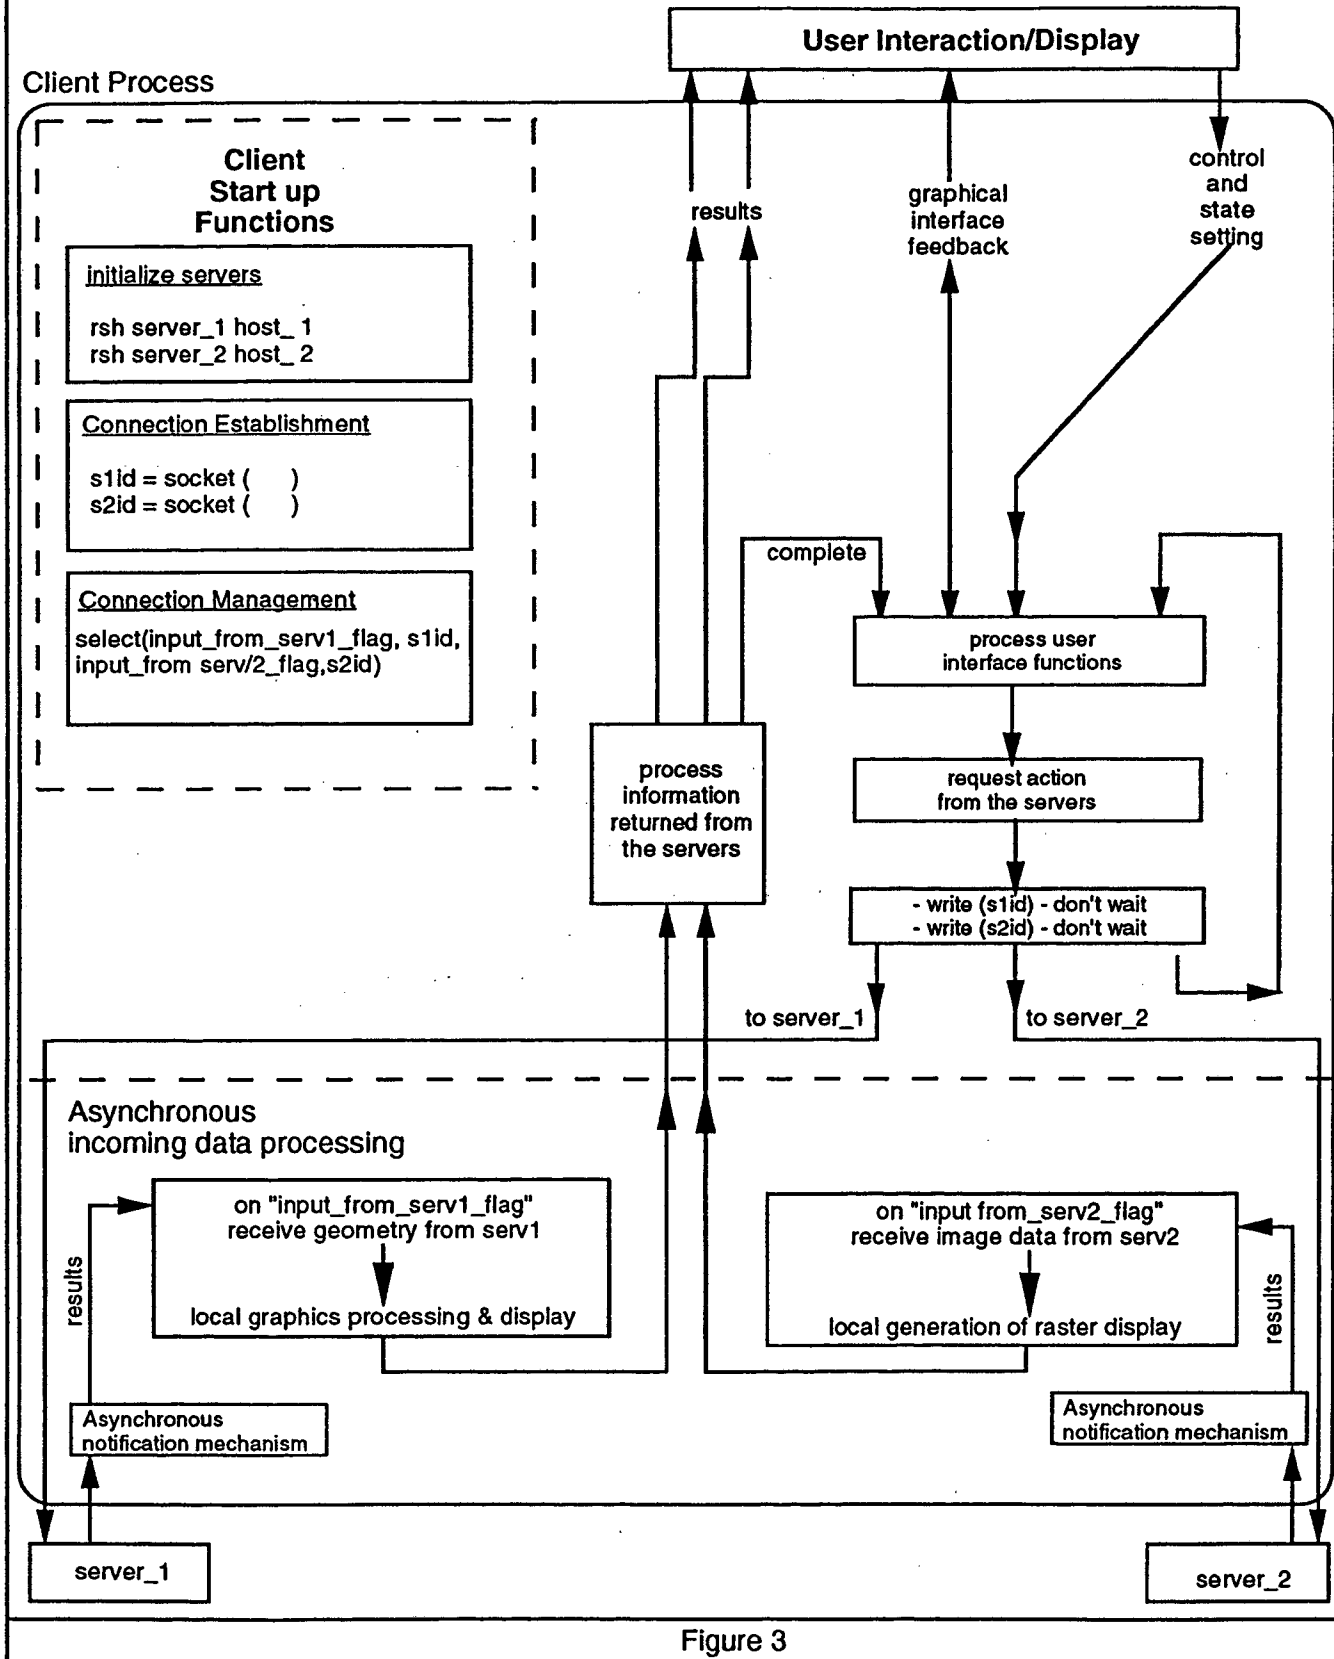 User Interaction/Display
Client Process
Client
Start up
Functions
initialize servers
rsh server_1 host_ 1
rsh server_2 host_ 2
Connection Establishment
s1id = socket ( )
s2id = socket ( )
Connection Management
select(input_from_serv1_flag, s1id,
input_from serv/2_flag,s2id)
results
graphical
interface
feedback
control
and
state
setting
complete
process user
interface functions
request action
from the servers
- write (s1id) - don't wait
- write (s2id) - don't wait
process
information
returned from
the servers
to server_1
to server_2
Asynchronous
incoming data processing
on "input_from_serv1_flag"
receive geometry from serv1
local graphics processing & display
on "input from_serv2_flag"
receive image data from serv2
local generation of raster display
results
results
Asynchronous
notification mechanism
Asynchronous
notification mechanism
server_1
server_2
Figure 3